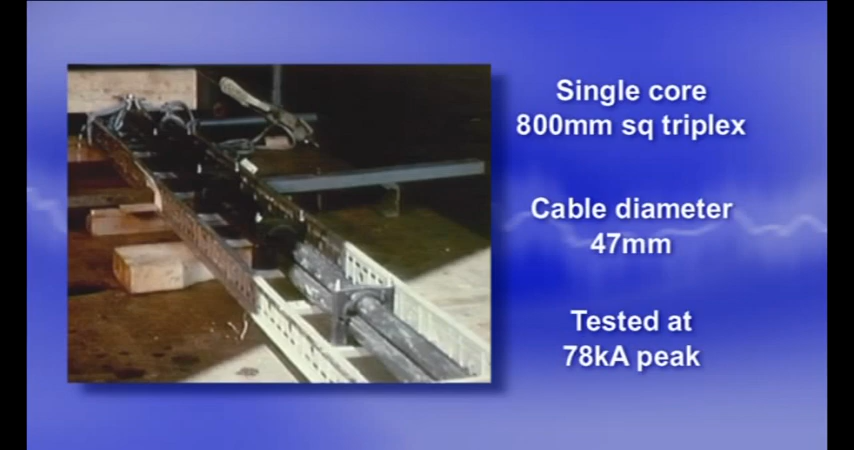 Single core
800mm sq triplex
Cable diameter
47mm
Tested at
78kA peak